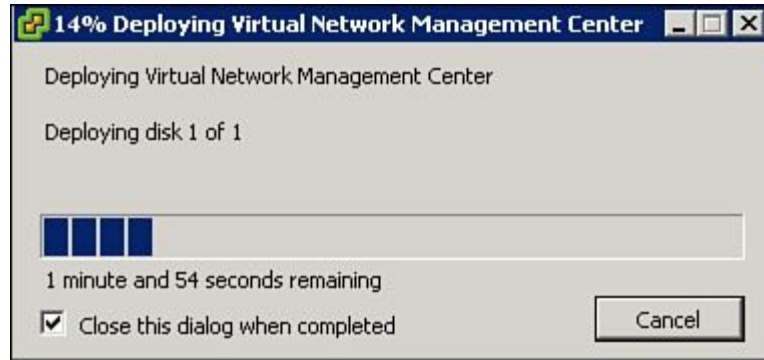 14% Deploying Virtual Network Management Center
Deploying Virtual Network Management Center
Deploying disk 1 of 1
1 minute and 54 seconds remaining
Close this dialog when completed
Cancel